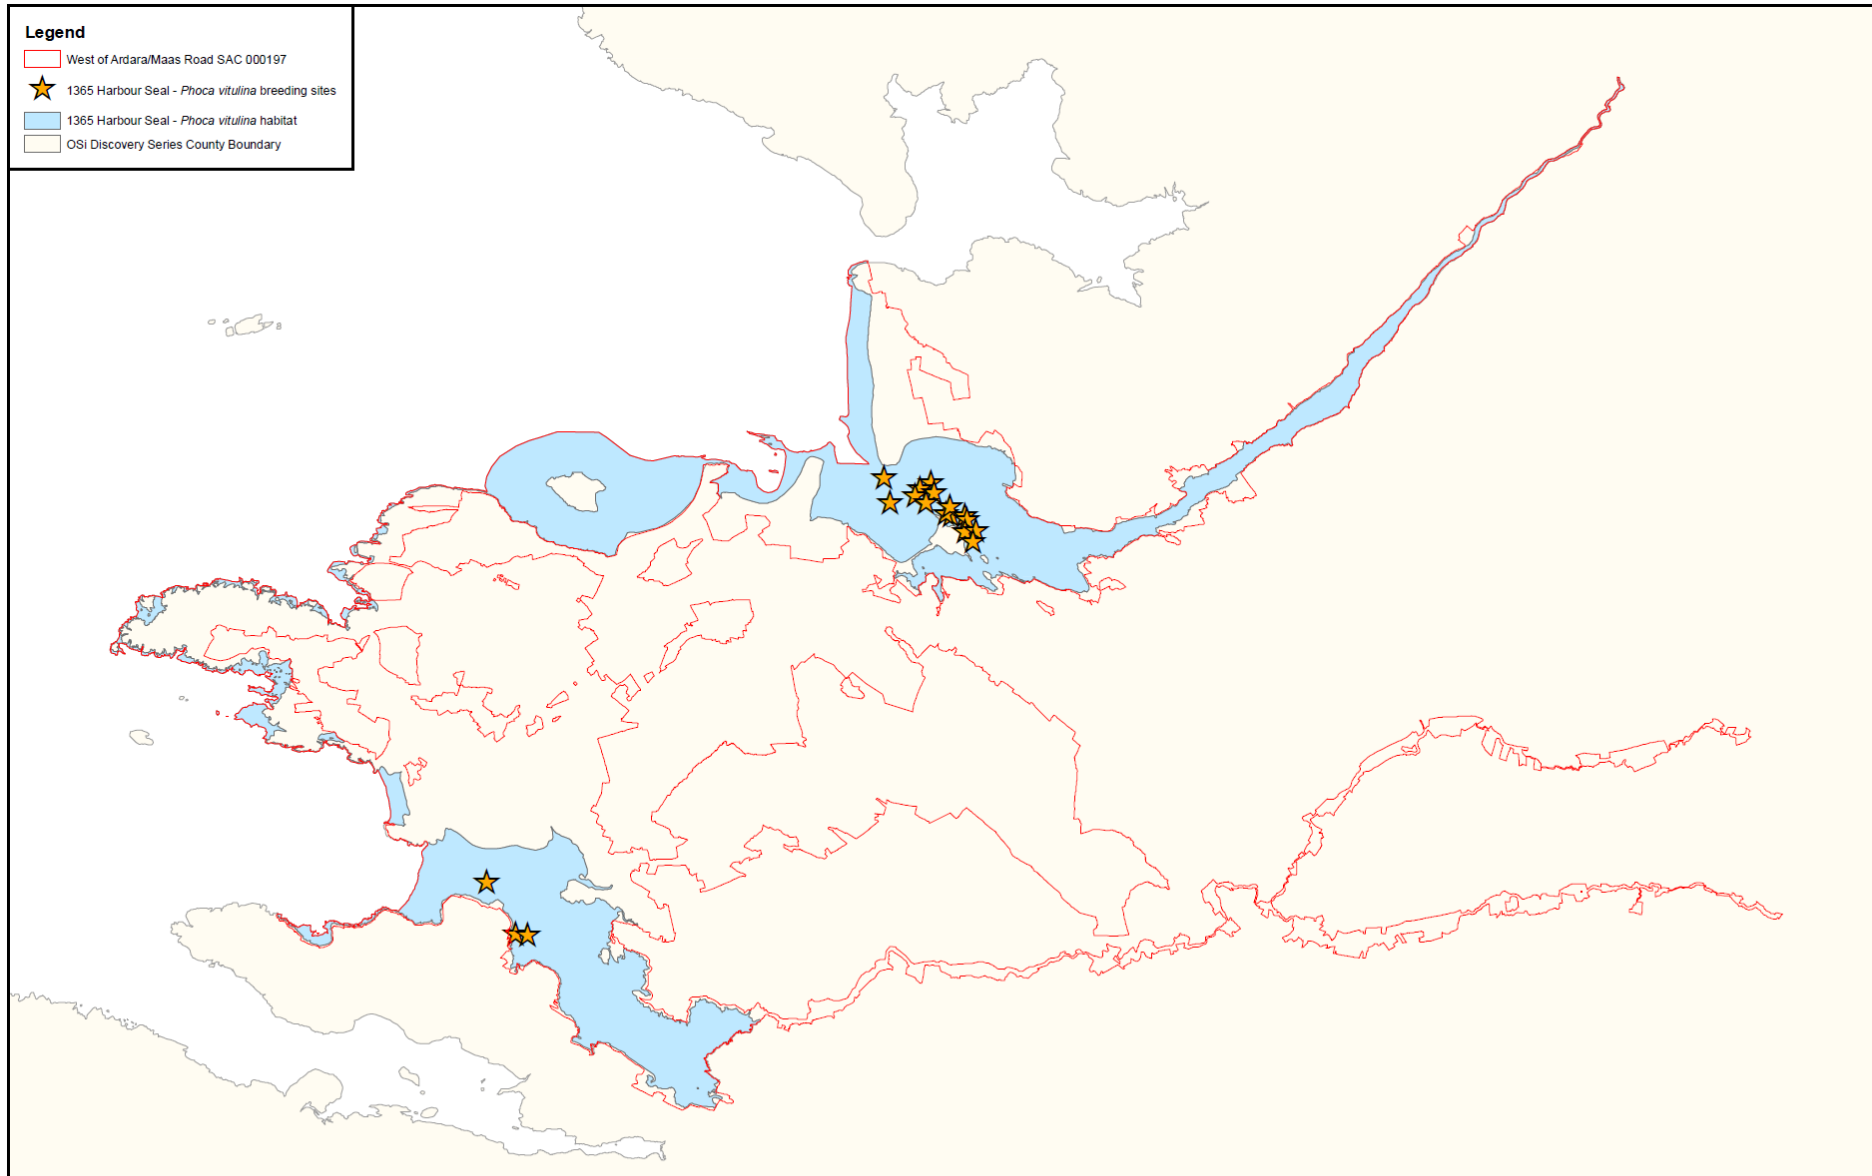 Legend
West of Ardara/Maas Road SAC 000197
1365 Harbour Seal - Phoca vitulina breeding sites
1365 Harbour Seal - Phoca vitulina habitat
OSi Discovery Series County Boundary